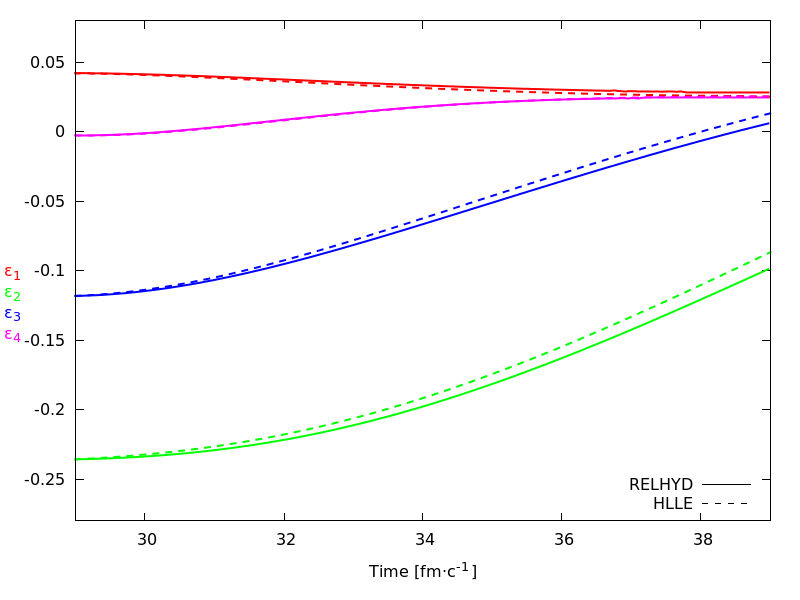 0.05
0
-0.05
-0.1
-0.15
-0.2
-0.25
ε1
ε2
ε3
ε4
RELHYD
HLLE
30 32 34 36 38
Time [fm·c-1]